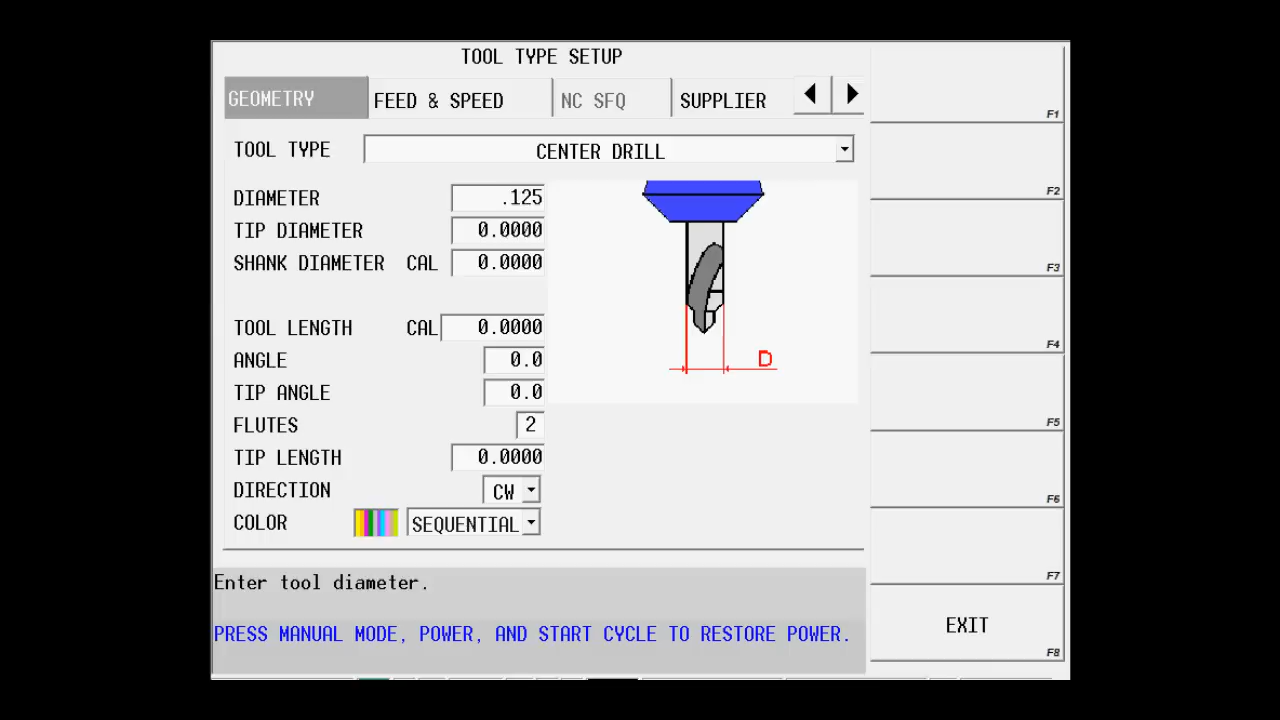 TOOL TYPE SETUP
GEOMETRY FEED & SPEED NC SFQ SUPPLIER
F1
TOOL TYPE CENTER DRILL
DIAMETER .125
F2
TIP DIAMETER 0.0000
SHANK DIAMETER CAL 0.0000
F3
TOOL LENGTH CAL 0.0000
F4
ANGLE 0.0
D
TIP ANGLE 0.0
FLUTES 2
F5
TIP LENGTH 0.0000
DIRECTION CW
F6
COLOR SEQUENTIAL
F7
Enter tool diameter.
EXIT
PRESS MANUAL MODE, POWER, AND START CYCLE TO RESTORE POWER.
F8